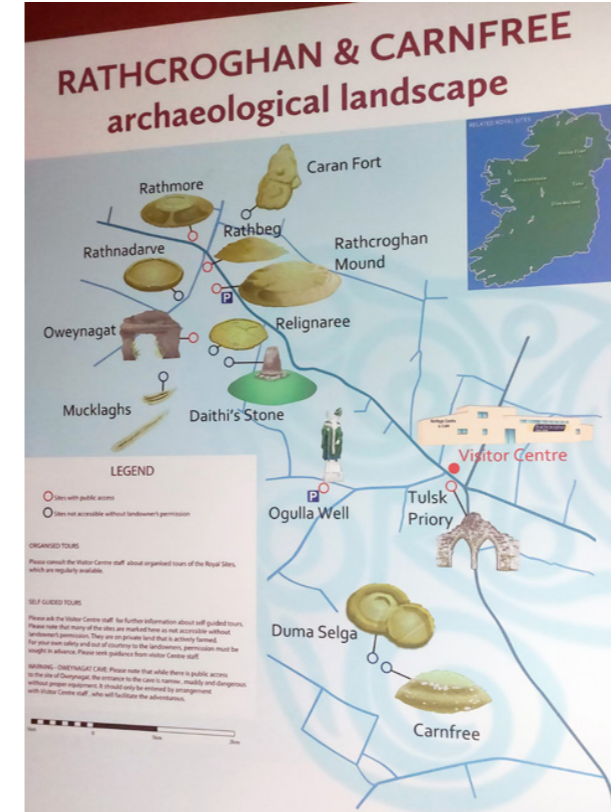 RATHCROGHAN & CARNFREE
archaeological landscape
RELATED ROYAL SITES
Caran Fort
Rathmore
Rathbeg
Rathcroghan
Mound
Rathnadarve
P
Oweynagat
Relignaree
Mucklaghs
Daithi's Stone
Visitor Centre
LEGEND
Sites with public access
Sites not accessible without landowner's permission
P
Ogulla Well
Tulsk
Priory
ORGANISED TOURS
Please consult the Visitor Centre staff about organised tours of the Royal Sites,
which are regularly available.
SELF GUIDED TOURS
Please ask the Visitor Centre staff for further information about self guided tours.
Please note that many of the sites are marked here as not accessible without
landowner's permission. They are on private land that is actively farmed.
For your own safety and out of courtesy to the landowners, permission must be
sought in advance. Please seek guidance from visitor Centre staff.
WARNING - OWEYNAGAT CAVE: Please note that while there is public access
to the site of Oweynagat, the entrance to the cave is narrow, muddy and dangerous
without proper equipment. It should only be entered by arrangement
with Visitor Centre staff, who will facilitate the adventurous.
Duma Selga
Carnfree
0
1km
2km